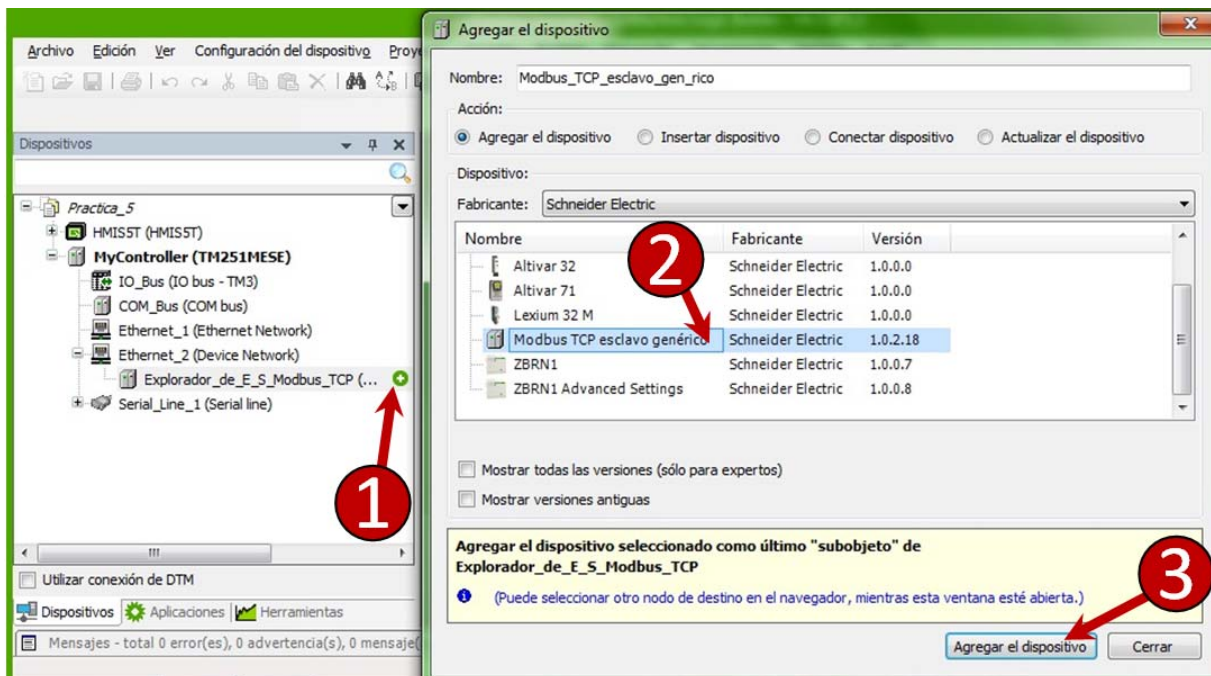 Archivo Edición Ver Configuración del dispositivo Proye
Dispositivos
Practica_5
HMIS5T (HMIS5T)
MyController (TM251MESE)
IO_Bus (IO bus - TM3)
COM_Bus (COM bus)
Ethernet_1 (Ethernet Network)
Ethernet_2 (Device Network)
Explorador_de_E_S_Modbus_TCP (...
Serial_Line_1 (Serial line)
1
Utilizar conexión de DTM
Dispositivos Aplicaciones Herramientas
Mensajes - total 0 error(es), 0 advertencia(s), 0 mensaje(
Agregar el dispositivo
Nombre: Modbus_TCP_esclavo_gen_rico
Acción:
Agregar el dispositivo Insertar dispositivo Conectar dispositivo Actualizar el dispositivo
Dispositivo:
Fabricante: Schneider Electric
Nombre Fabricante Versión
Altivar 32 Schneider Electric 1.0.0.0
Altivar 71 Schneider Electric 1.0.0.0
Lexium 32 M Schneider Electric 1.0.0.0
Modbus TCP esclavo genérico Schneider Electric 1.0.2.18
ZBRN1 Schneider Electric 1.0.0.7
ZBRN1 Advanced Settings Schneider Electric 1.0.0.8
2
Mostrar todas las versiones (sólo para expertos)
Mostrar versiones antiguas
Agregar el dispositivo seleccionado como último "subobjeto" de
Explorador_de_E_S_Modbus_TCP
(Puede seleccionar otro nodo de destino en el navegador, mientras esta ventana esté abierta.)
3
Agregar el dispositivo Cerrar